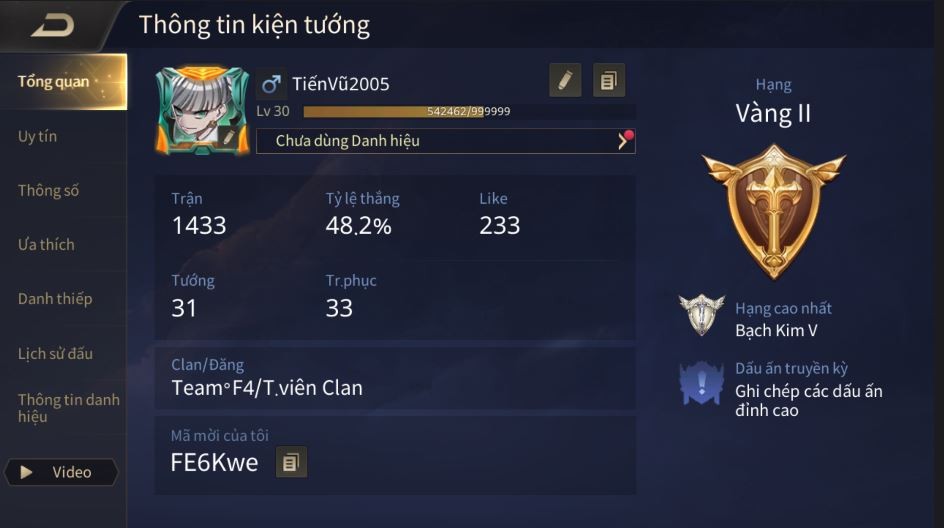 Thông tin kiện tướng
Tổng quan
Uy tín
Thông số
Ưa thích
Danh thiếp
Lịch sử đấu
Thông tin danh
hiệu
Video
TiếnVũ2005
Lv 30
542462/999999
Chưa dùng Danh hiệu
Trận
Tỷ lệ thắng
Like
1433
48.2%
233
Tướng
Tr.phục
31
33
Clan/Đăng
Team°F4/T.viên Clan
Mã mời của tôi
FE6Kwe
Hạng
Vàng II
Hạng cao nhất
Bạch Kim V
Dấu ấn truyền kỳ
Ghi chép các dấu ấn
đỉnh cao